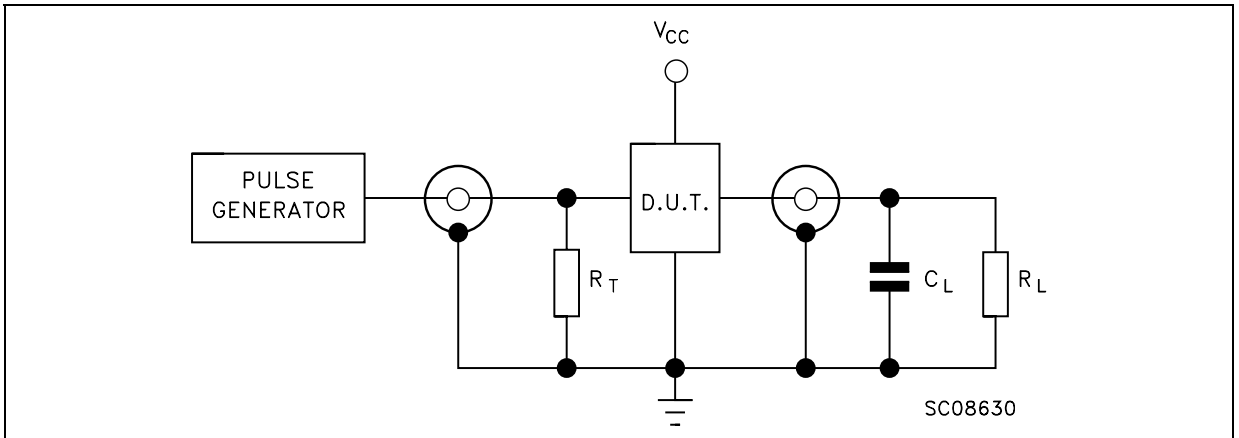 VCC
PULSE
GENERATOR
D.U.T.
RT
CL
RL
SC08630